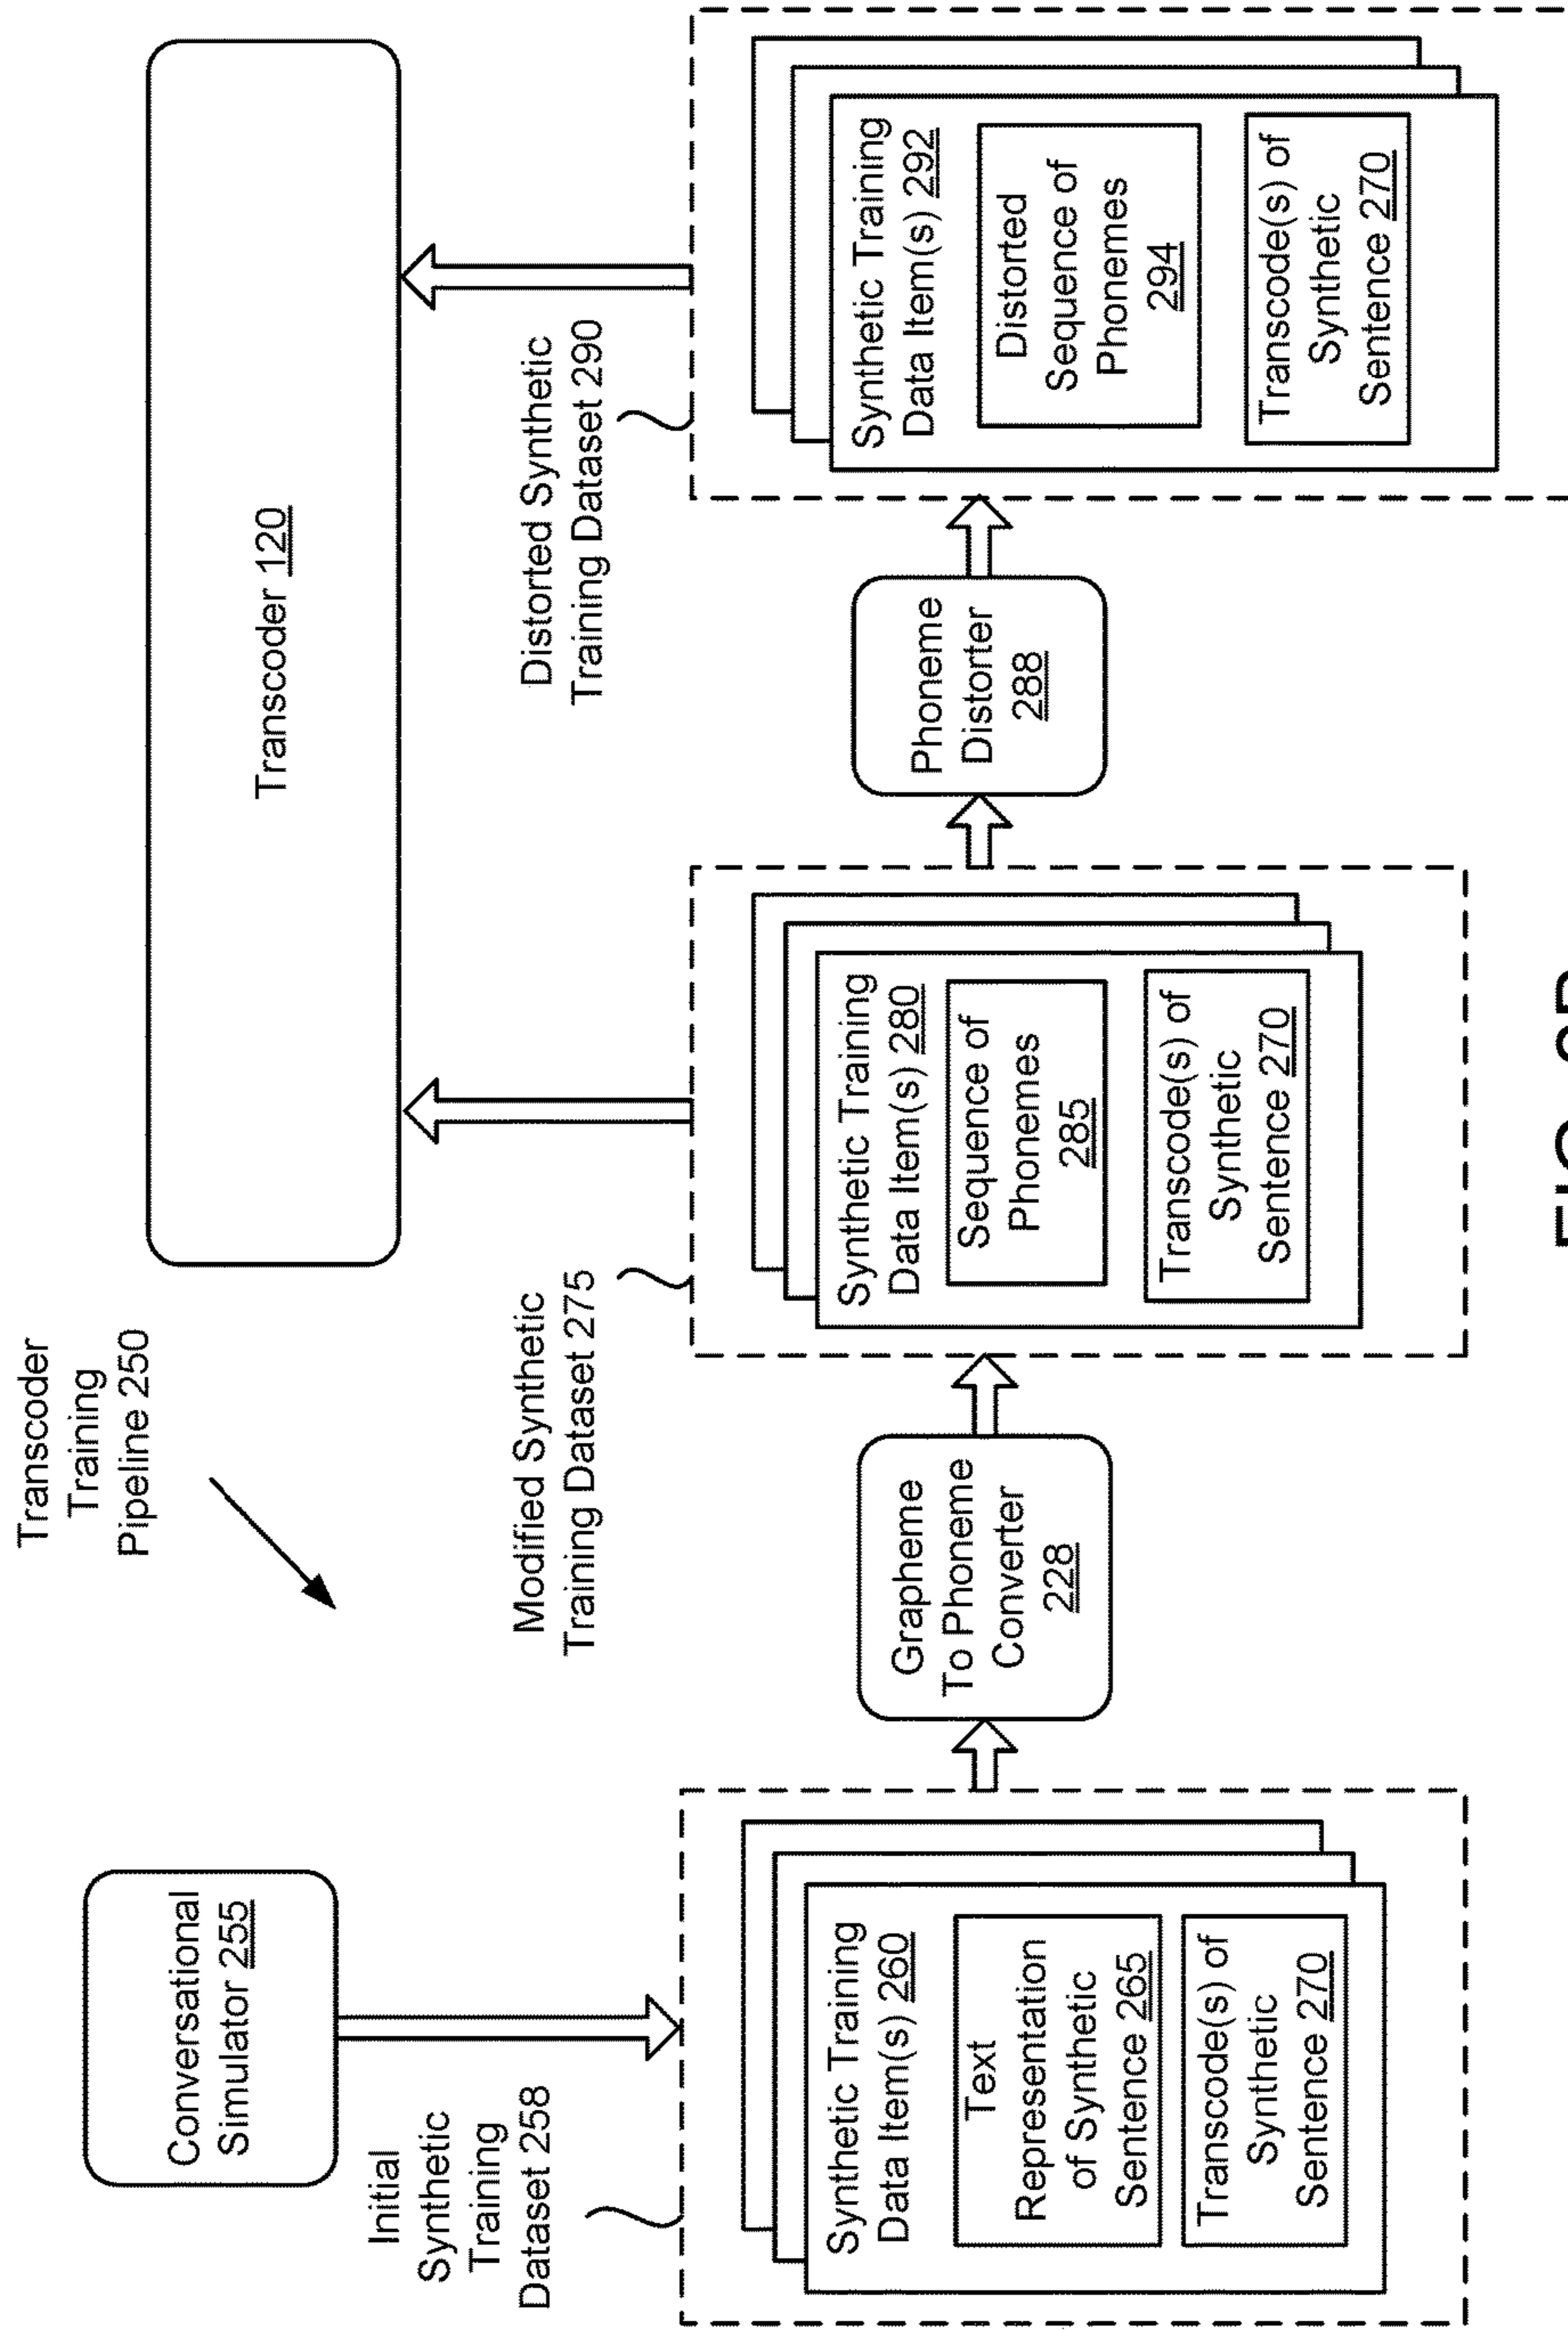 Transcoder
Training
Pipeline 250
Conversational
Simulator 255
Transcoder 120
Initial
Synthetic
Training
Dataset 258
Modified Synthetic
Training Dataset 275
Distorted Synthetic
Training Dataset 290
Synthetic Training
Data Item(s) 260
Text
Representation
of Synthetic
Sentence 265
Transcode(s) of
Synthetic
Sentence 270
Grapheme
To Phoneme
Converter
228
Synthetic Training
Data Item(s) 280
Sequence of
Phonemes
285
Transcode(s) of
Synthetic
Sentence 270
Phoneme
Distorter
288
Synthetic Training
Data Item(s) 292
Distorted
Sequence of
Phonemes
294
Transcode(s) of
Synthetic
Sentence 270
FIG